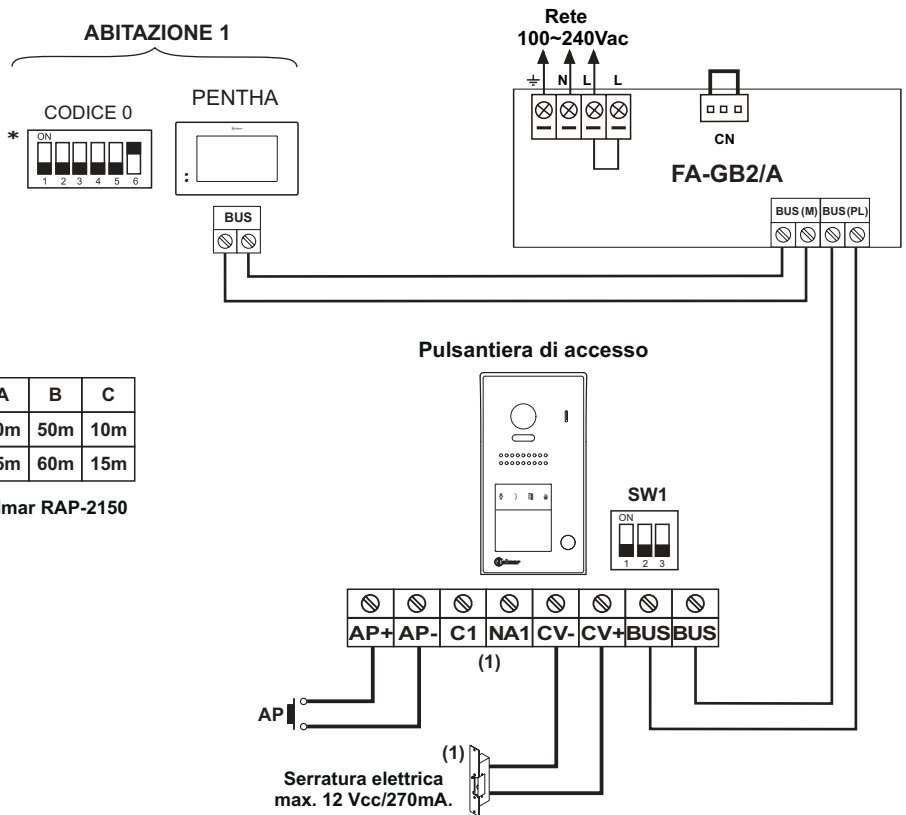 ABITAZIONE 1
CODICE 0
PENTHA
*
ON
1 2 3 4 5 6
BUS
Rete
100~240Vac
N L L
CN
FA-GB2/A
BUS (M) BUS (PL)
Pulsantiera di accesso
B C
50m 10m
60m 15m
RAP-2150
SW1
ON
1 2 3
AP+ AP- C1 NA1 CV- CV+ BUS BUS
(1)
AP
(1)
Serratura elettrica
max. 12 Vcc/270mA.